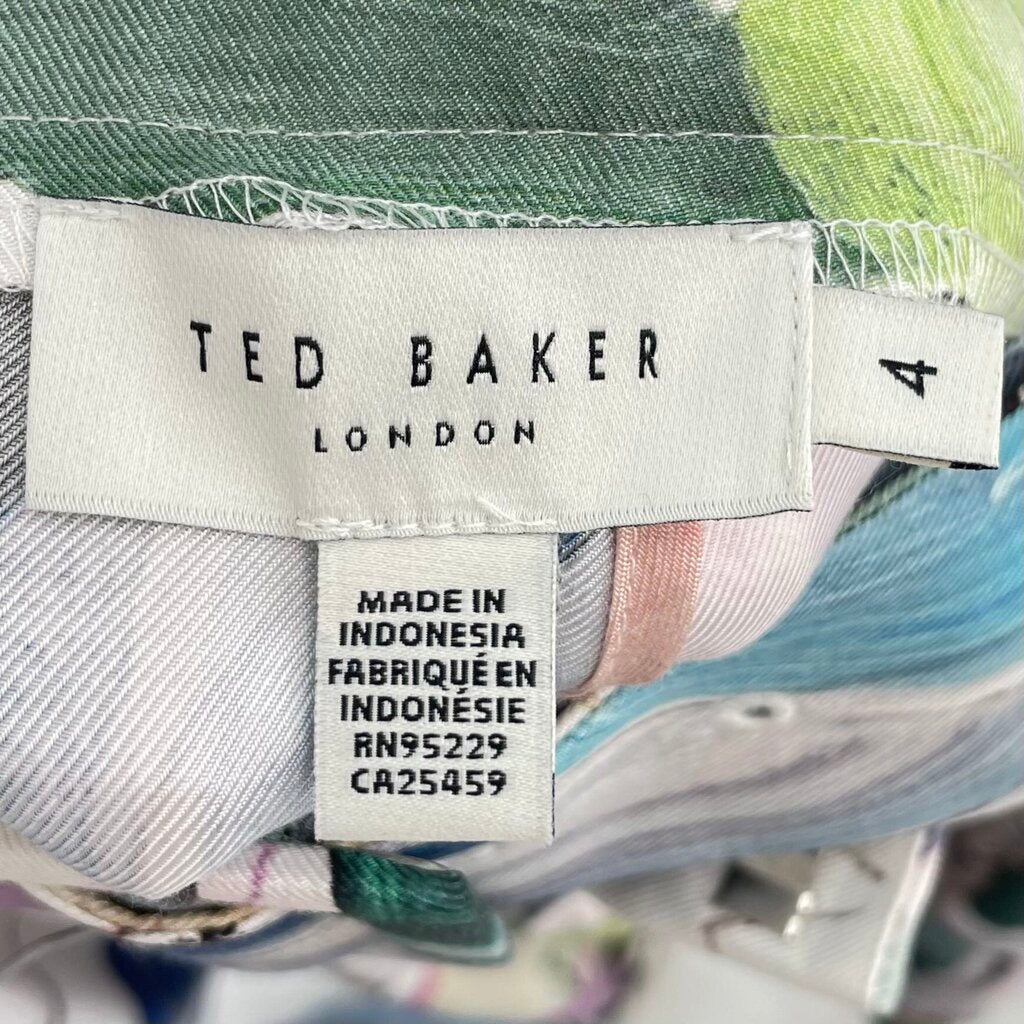 TED BAKER
LONDON
4
MADE IN
INDONESIA
FABRIQUÉ EN
INDONÉSIE
RN95229
CA25459